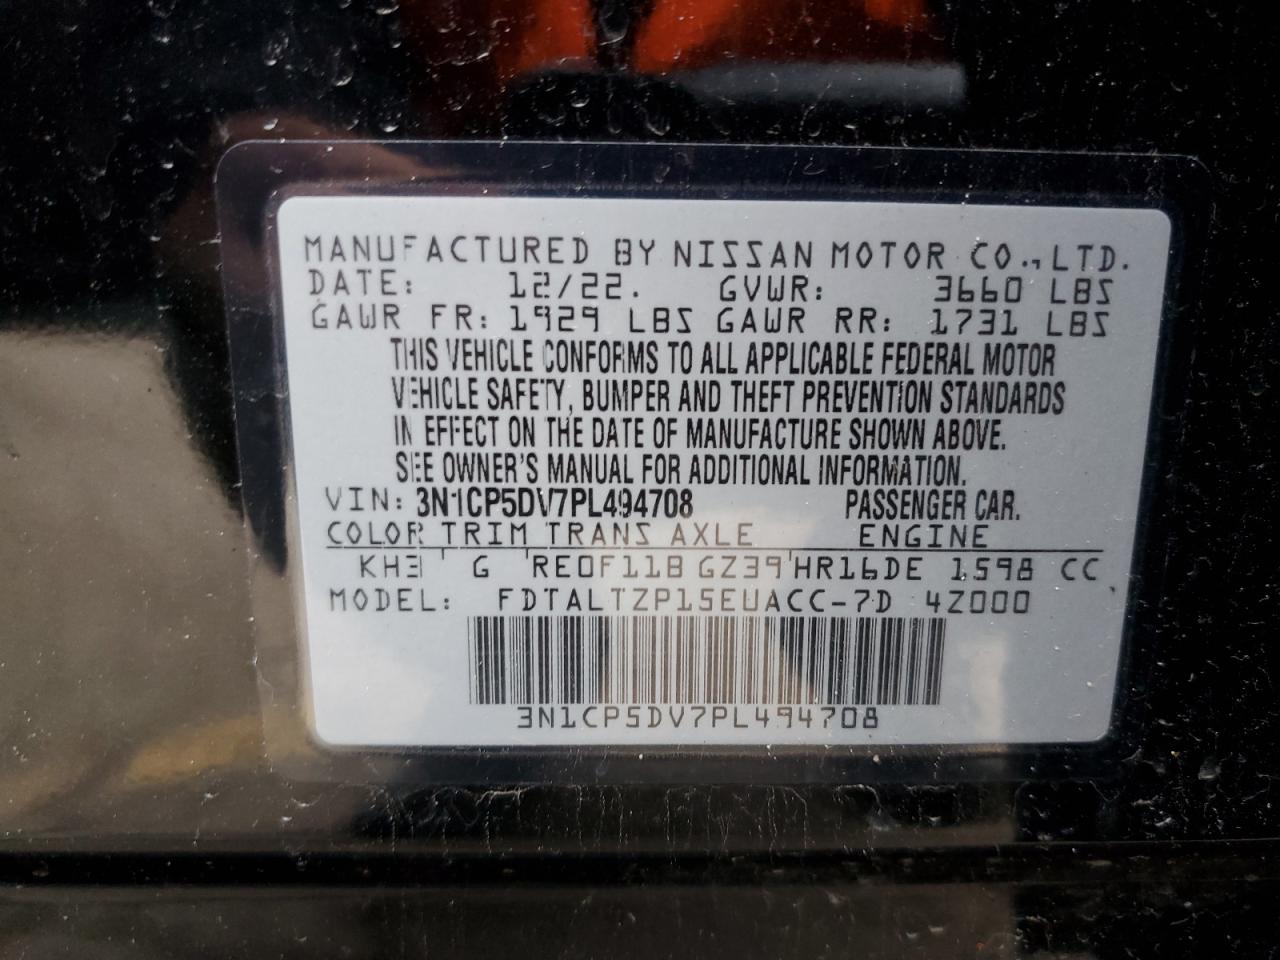 MANUFACTURED BY NISSAN MOTOR CO., LTD.
DATE: 12/22. GVWR: 3660 LBS
GAWR FR: 1929 LBS GAWR RR: 1731 LBS
THIS VEHICLE CONFORMS TO ALL APPLICABLE FEDERAL MOTOR
VEHICLE SAFETY, BUMPER AND THEFT PREVENTION STANDARDS
IN EFFECT ON THE DATE OF MANUFACTURE SHOWN ABOVE.
SEE OWNER'S MANUAL FOR ADDITIONAL INFORMATION.
VIN: 3N1CP5DV7PL494708 PASSENGER CAR.
COLOR TRIM TRANS AXLE ENGINE
KH3 G RE0F11B GZ39 HR16DE 1598 CC
MODEL: FDTALTZP15EUACC-7D 4Z000
3N1CP5DV7PL494708